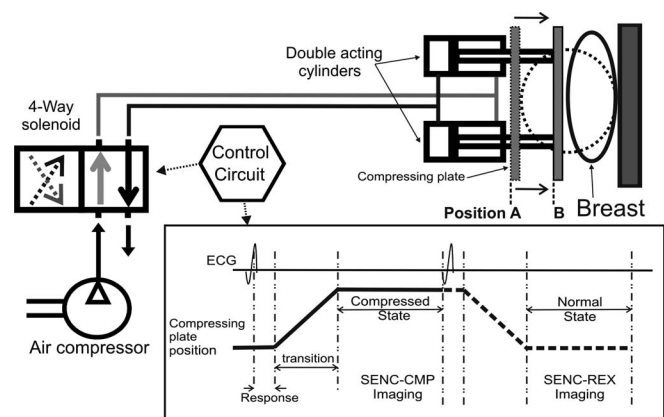 Double acting
cylinders
4-Way
solenoid
Control
Circuit
Compressing plate
Position A
B
Breast
Air compressor
ECG
Compressing
plate
position
Compressed
State
Normal
State
transition
Response
SENC-CMP
Imaging
SENC-REX
Imaging